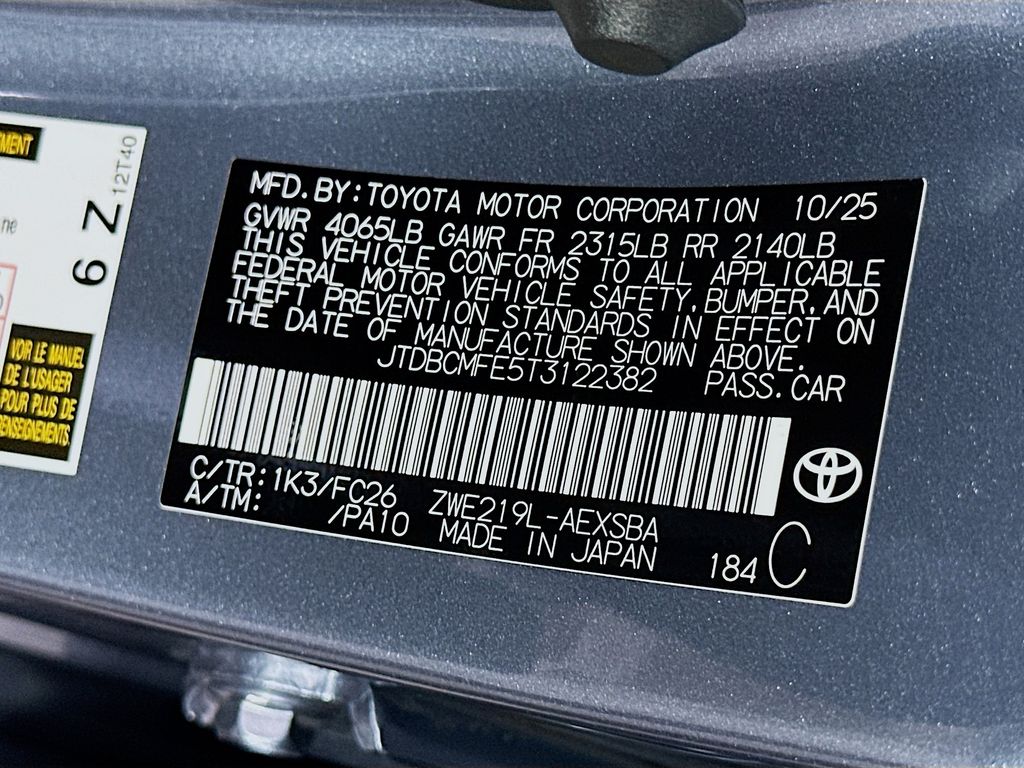 EMENT
12T40
6 Z
VOIR LE MANUEL
DE L'USAGER
POUR PLUS DE
RENSEIGNEMENTS
MFD. BY: TOYOTA MOTOR CORPORATION 10/25
GVWR 4065LB GAWR FR 2315LB RR 2140LB
THIS VEHICLE CONFORMS TO ALL APPLICABLE
FEDERAL MOTOR VEHICLE SAFETY, BUMPER, AND
THEFT PREVENTION STANDARDS IN EFFECT ON
THE DATE OF MANUFACTURE SHOWN ABOVE.
JTDBCMFE5T3122382 PASS.CAR
C/TR: 1K3/FC26 ZWE219L-AEXSBA
A/TM: /PA10 MADE IN JAPAN
184 C